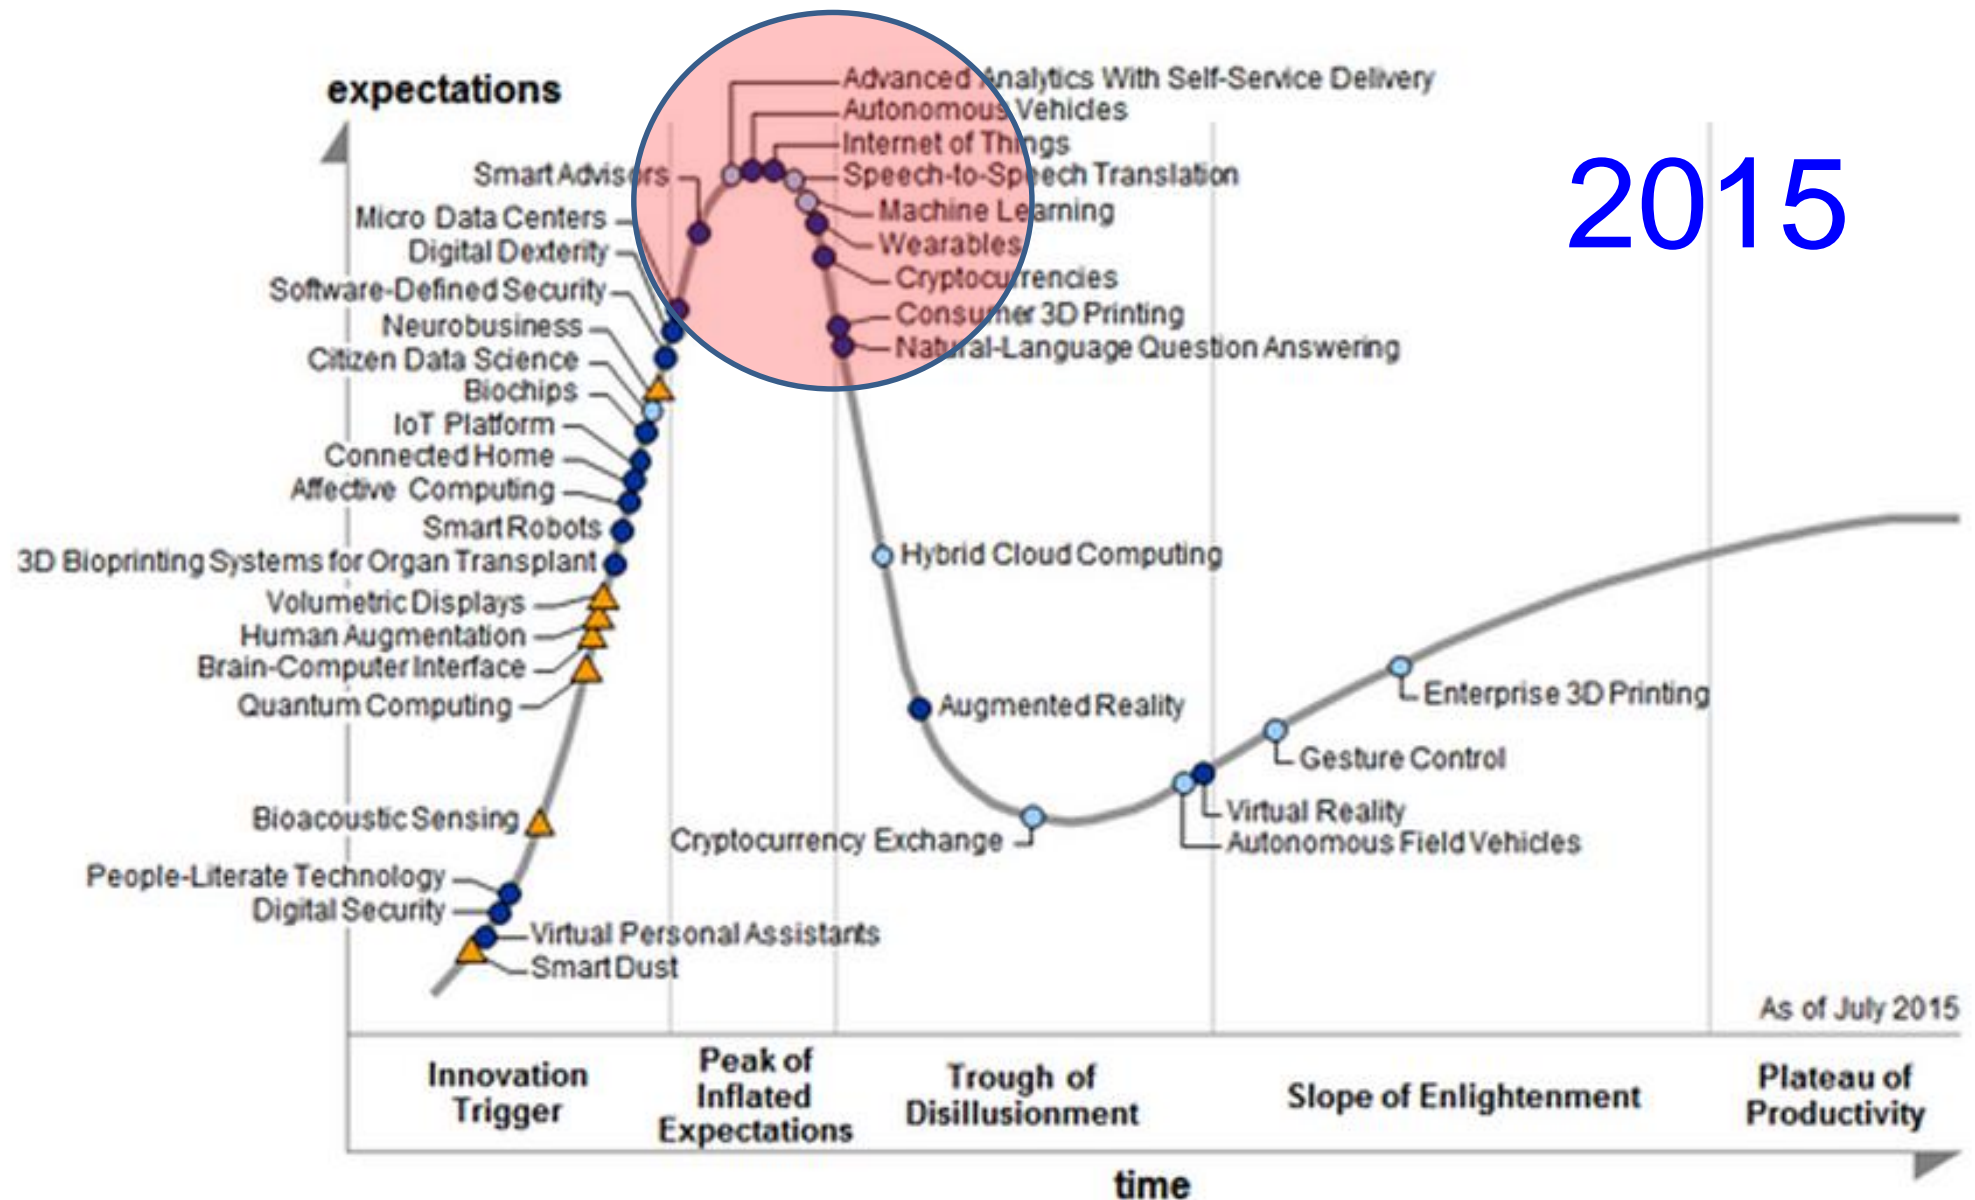 expectations
2015
Advanced Analytics With Self-Service Delivery
Autonomous Vehicles
Internet of Things
Speech-to-Speech Translation
Machine Learning
Wearables
Cryptocurrencies
Consumer 3D Printing
Natural-Language Question Answering
Smart Advisors
Micro Data Centers
Digital Dexterity
Software-Defined Security
Neurobusiness
Citizen Data Science
Biochips
IoT Platform
Connected Home
Affective Computing
Smart Robots
3D Bioprinting Systems for Organ Transplant
Volumetric Displays
Human Augmentation
Brain-Computer Interface
Quantum Computing
Bioacoustic Sensing
People-Literate Technology
Digital Security
Virtual Personal Assistants
Smart Dust
Hybrid Cloud Computing
Augmented Reality
Cryptocurrency Exchange
Enterprise 3D Printing
Gesture Control
Virtual Reality
Autonomous Field Vehicles
As of July 2015
Innovation
Trigger
Peak of
Inflated
Expectations
Trough of
Disillusionment
Slope of Enlightenment
Plateau of
Productivity
time